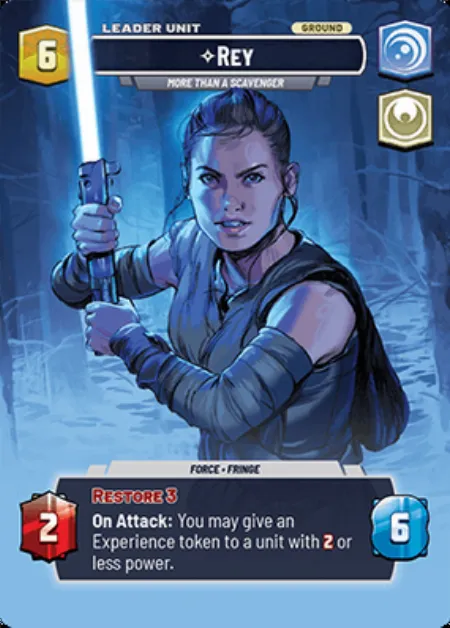 6
LEADER UNIT
GROUND
✧REY
MORE THAN A SCAVENGER
FORCE • FRINGE
RESTORE 3
On Attack: You may give an
Experience token to a unit with 2 or
less power.
2
6